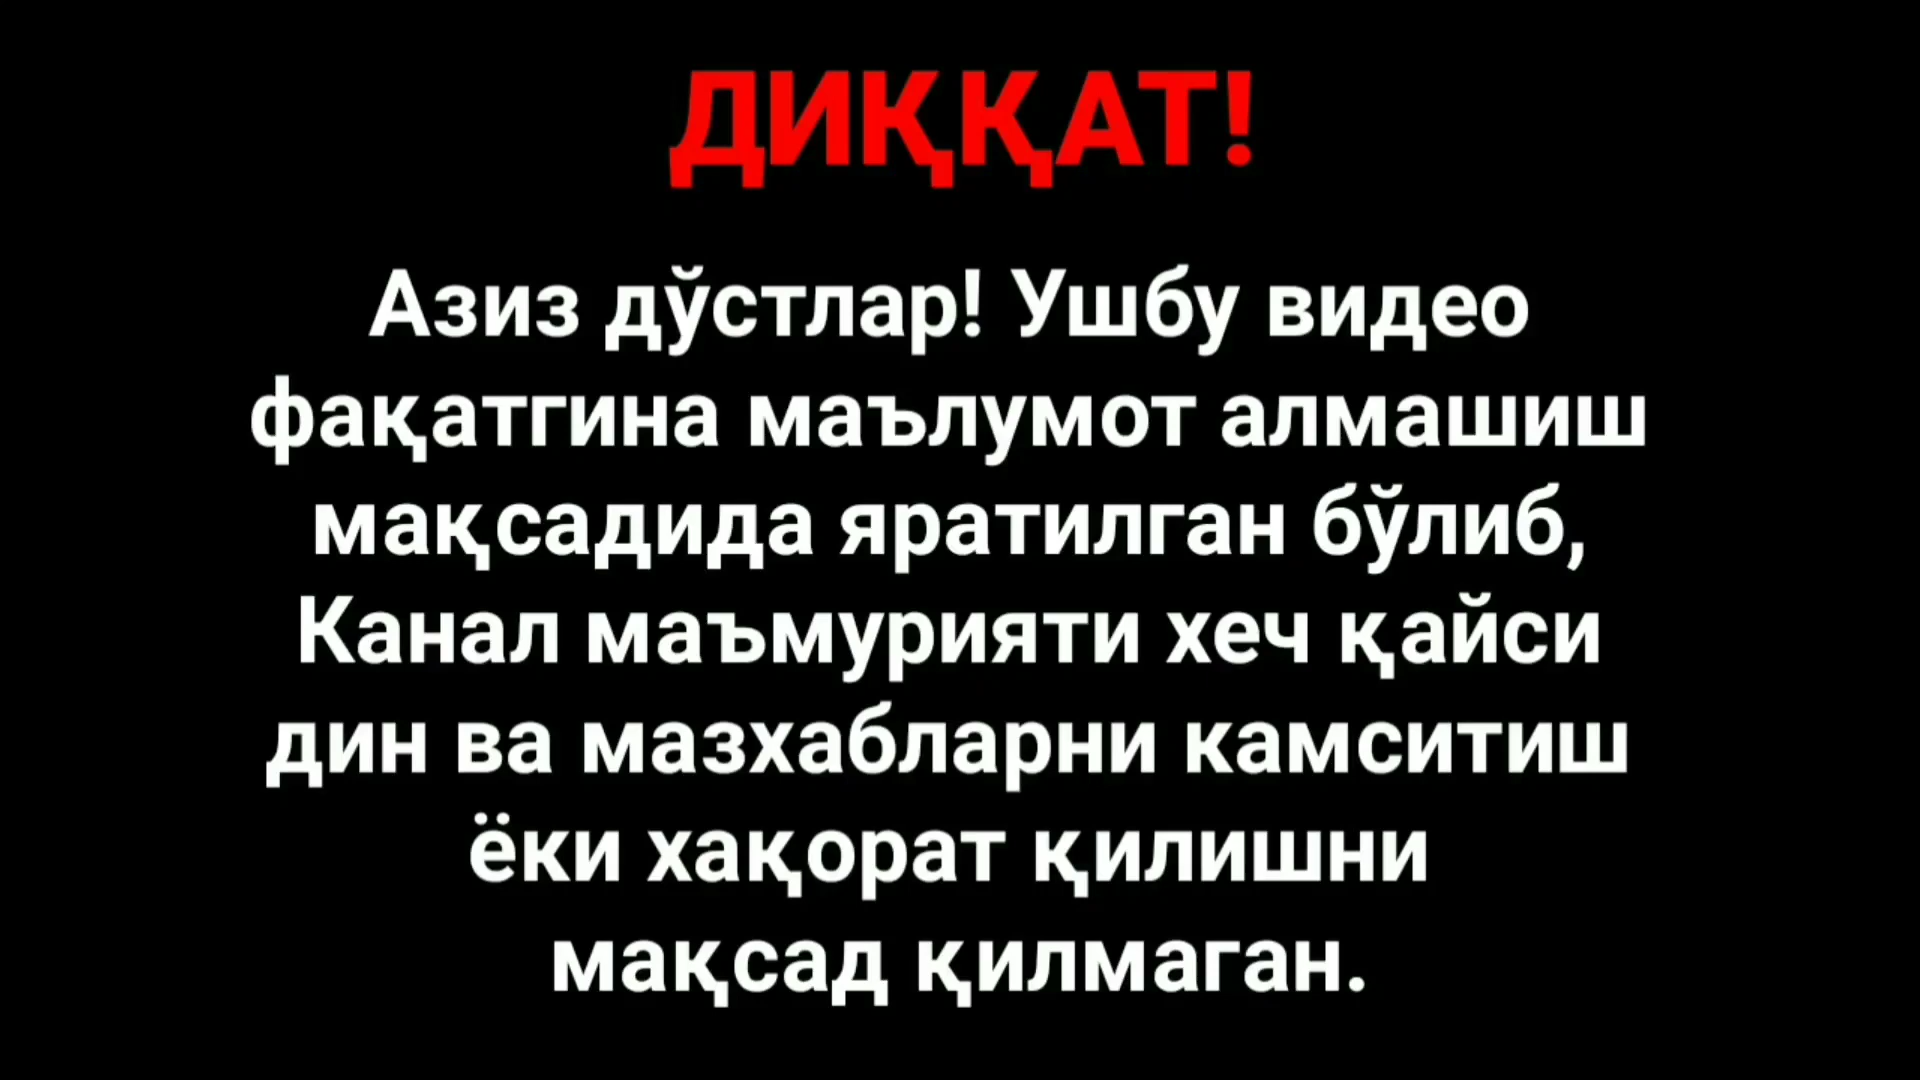 ДИҚҚАТ!
Азиз дўстлар! Ушбу видео
фақатгина маълумот алмашиш
мақсадида яратилган бўлиб,
Канал маъмурияти хеч қайси
дин ва мазхабларни камситиш
ёки хақорат қилишни
мақсад қилмаган.